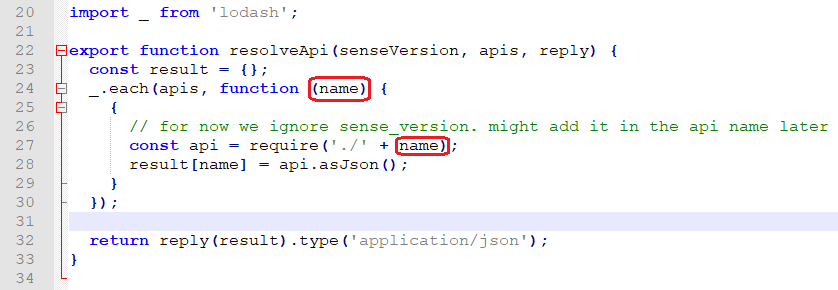 20 import _ from 'lodash';
21
22 export function resolveApi(senseVersion, apis, reply) {
23 const result = {};
24 _.each(apis, function (name) {
25 {
26 // for now we ignore sense_version. might add it in the api name later
27 const api = require('./' + name);
28 result[name] = api.asJson();
29 }
30 });
31
32 return reply(result).type('application/json');
33 }
34